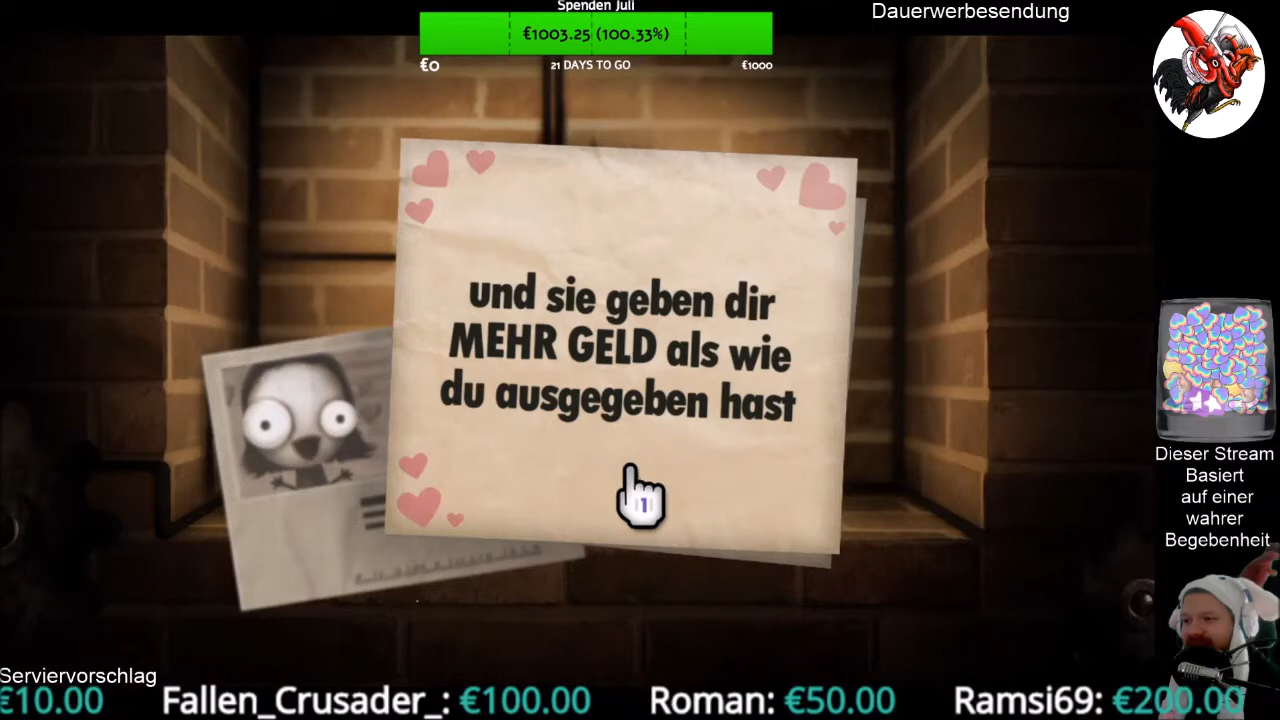 Spenden Juli
€1003.25 (100.33%)
€0
21 DAYS TO GO
€1000
Dauerwerbesendung
und sie geben dir
MEHR GELD als wie
du ausgegeben hast
1
Dieser Stream
Basiert
auf einer
wahrer
Begebenheit
Serviervorschlag
€10.00 Fallen_Crusader_: €100.00 Roman: €50.00 Ramsi69: €200.00